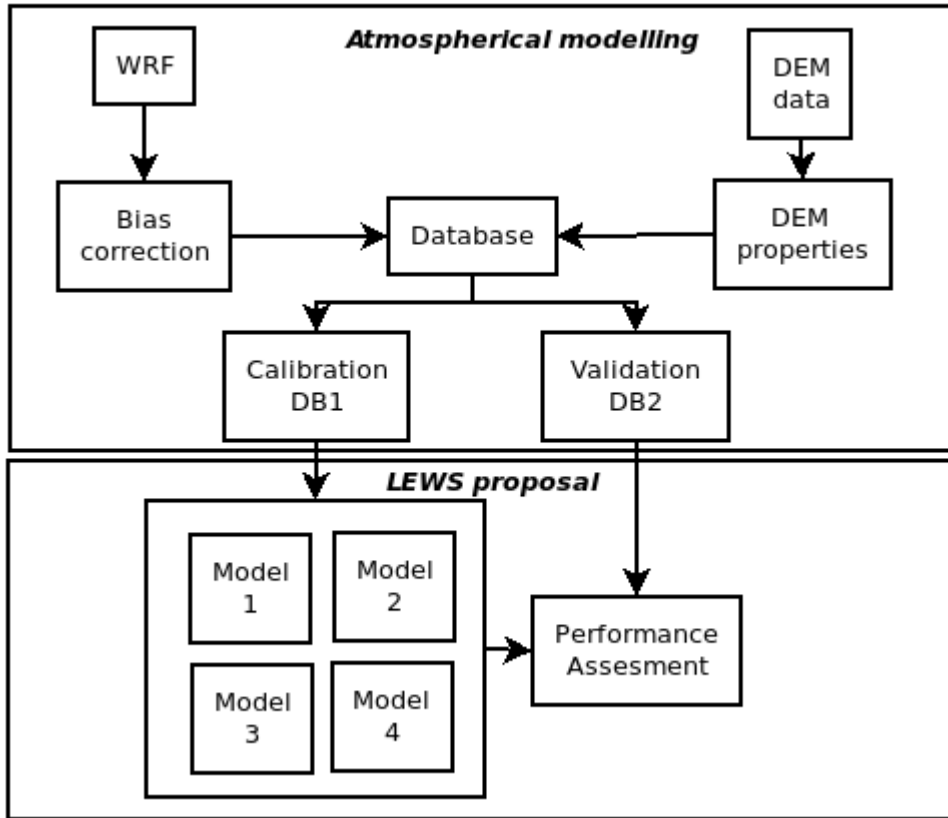 Atmospherical modelling
WRF
DEM
data
Bias
correction
Database
DEM
properties
Calibration
DB1
Validation
DB2
LEWS proposal
Model
1
Model
2
Model
3
Model
4
Performance
Assesment